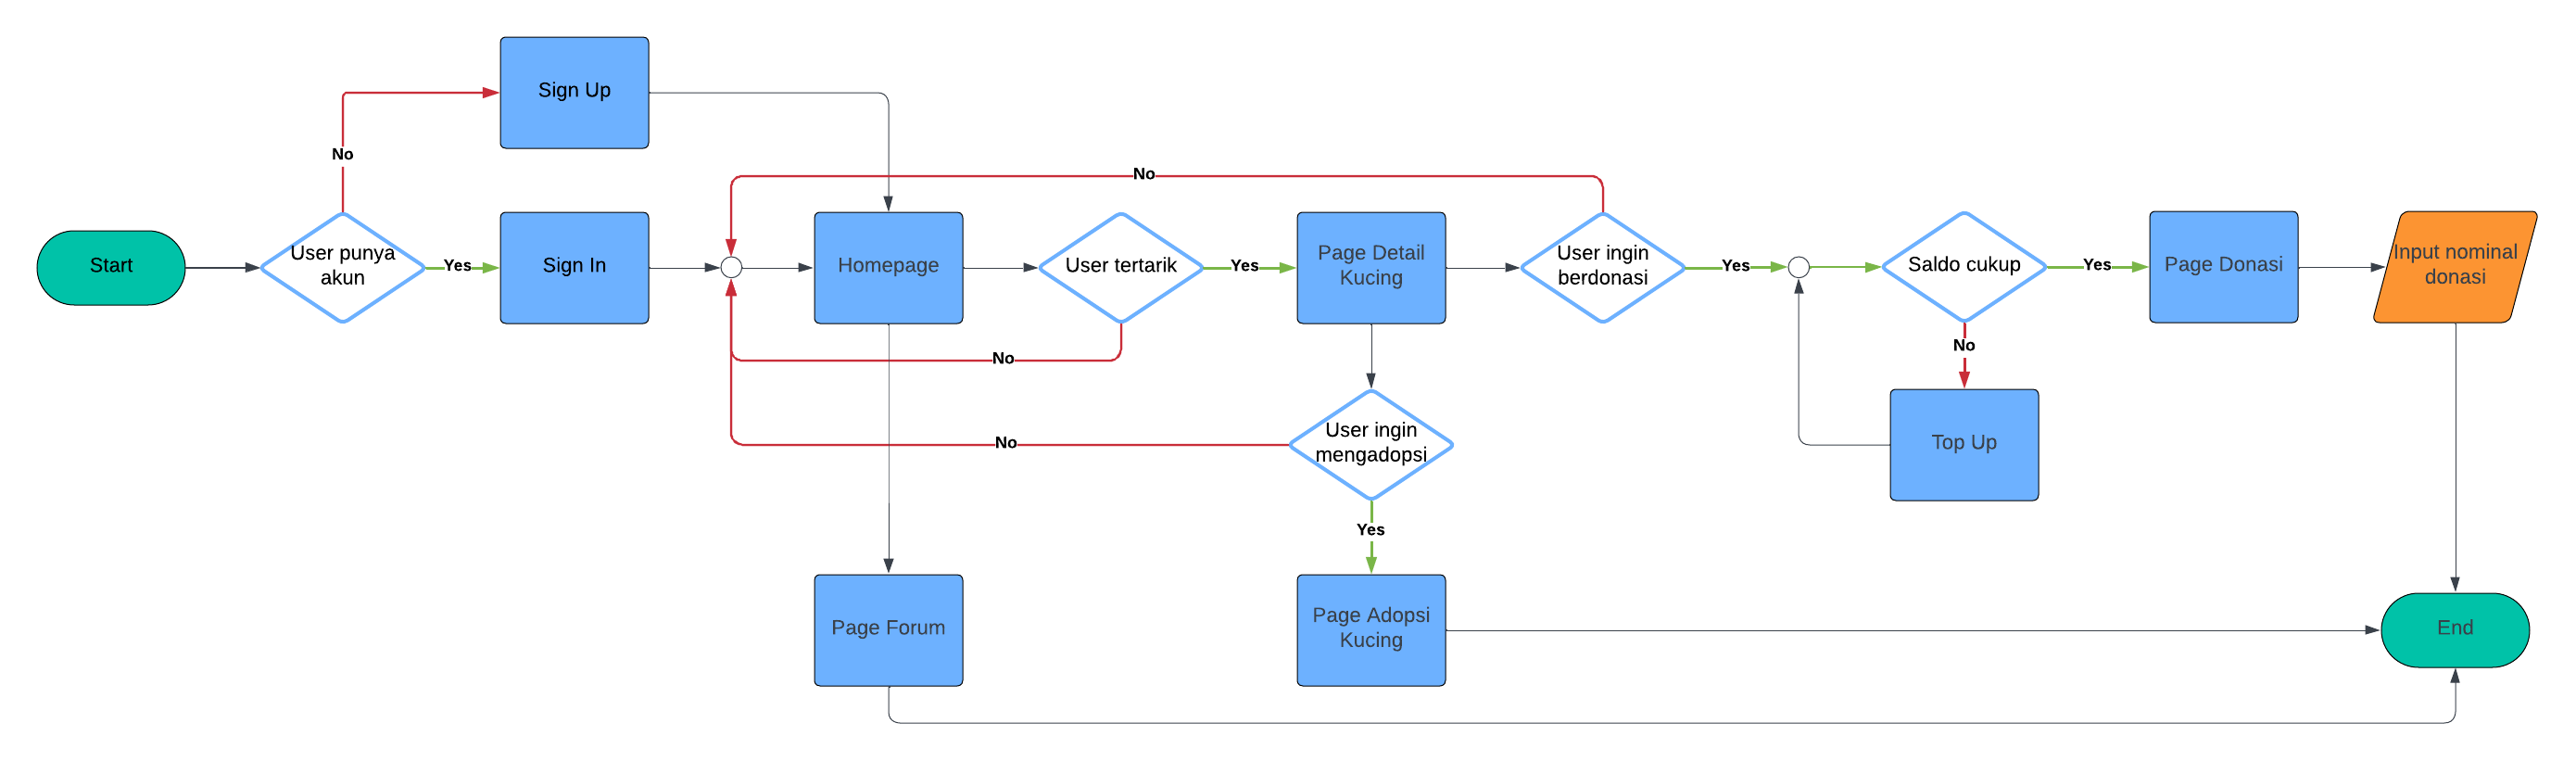 Sign Up
No
No
Start
User punya
akun
Yes
Sign In
Homepage
User tertarik
Yes
Page Detail
Kucing
User ingin
berdonasi
Yes
Saldo cukup
Yes
Page Donasi
Input nominal
donasi
No
No
No
User ingin
mengadopsi
Top Up
Yes
Page Forum
Page Adopsi
Kucing
End